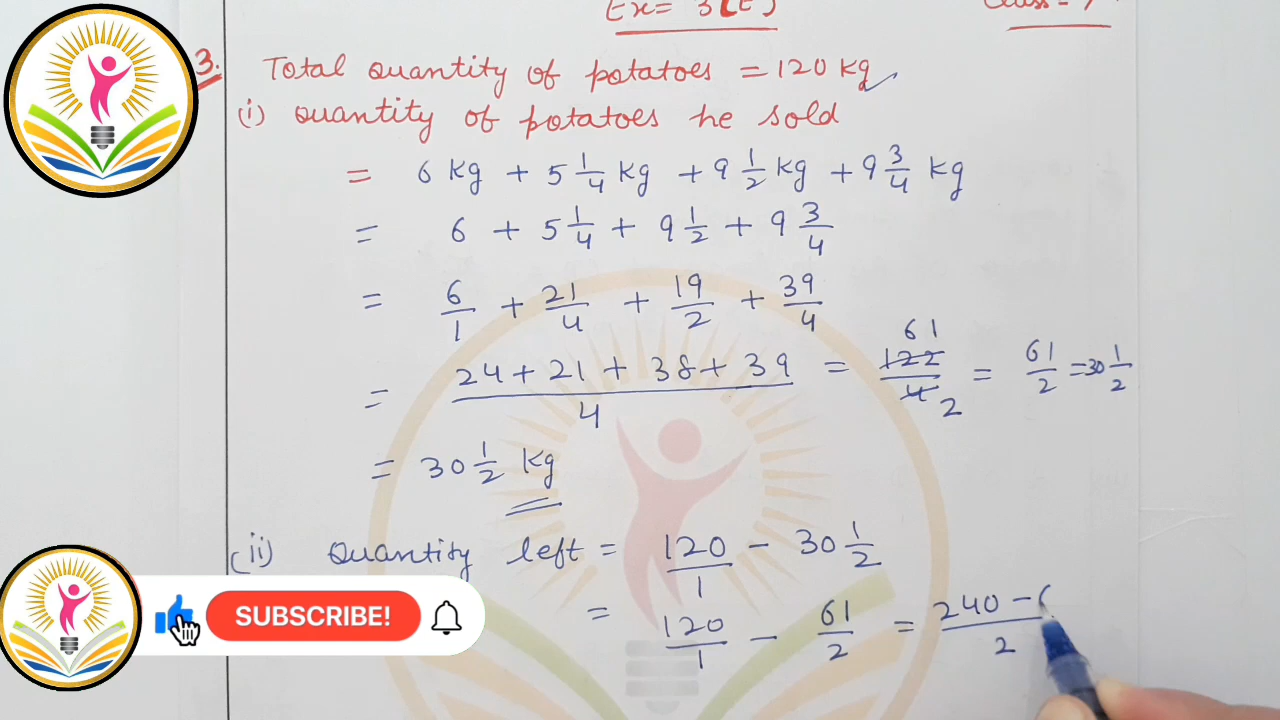 Ex = 3(E)
Class - 7
3. Total quantity of potatoes = 120 kg
(i) quantity of potatoes he sold
= 6 kg + 5 1/4 kg + 9 1/2 kg + 9 3/4 kg
= 6 + 5 1/4 + 9 1/2 + 9 3/4
= 6/1 + 21/4 + 19/2 + 39/4
= 24 + 21 + 38 + 39 / 4 = 122/4 61 2 = 61/2 = 30 1/2
= 30 1/2 kg
(ii) Quantity left = 120/1 - 30 1/2
= 120/1 - 61/2 = 240 - 6 / 2
SUBSCRIBE!